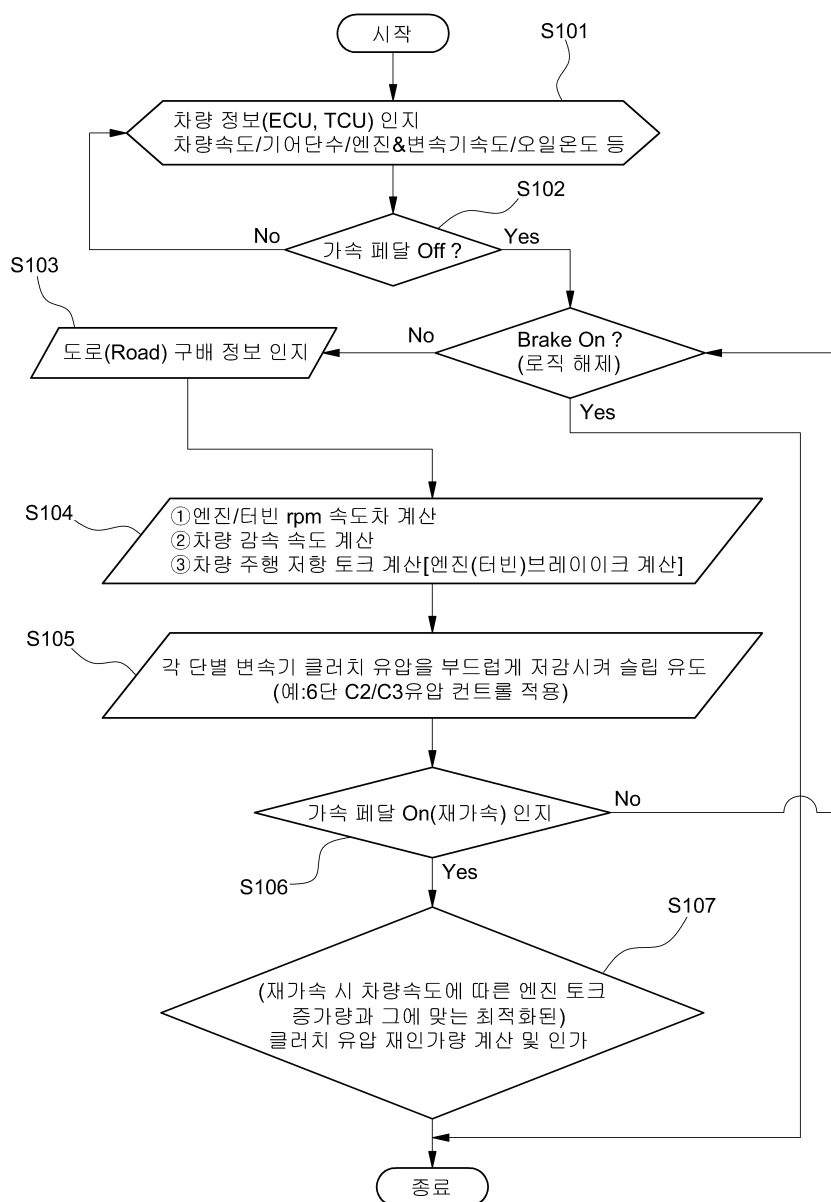 시작
S101
차량 정보(ECU, TCU) 인지
차량속도/기어단수/엔진&변속기속도/오일온도 등
S102
No
가속 페달 Off ?
Yes
S103
도로(Road) 구배 정보 인지
No
Brake On ?
(로직 해제)
Yes
S104
①엔진/터빈 rpm 속도차 계산
②차량 감속 속도 계산
③차량 주행 저항 토크 계산[엔진(터빈)브레이이크 계산]
S105
각 단별 변속기 클러치 유압을 부드럽게 저감시켜 슬립 유도
(예:6단 C2/C3유압 컨트롤 적용)
가속 페달 On(재가속) 인지
No
S106
Yes
S107
(재가속 시 차량속도에 따른 엔진 토크
증가량과 그에 맞는 최적화된)
클러치 유압 재인가량 계산 및 인가
종료